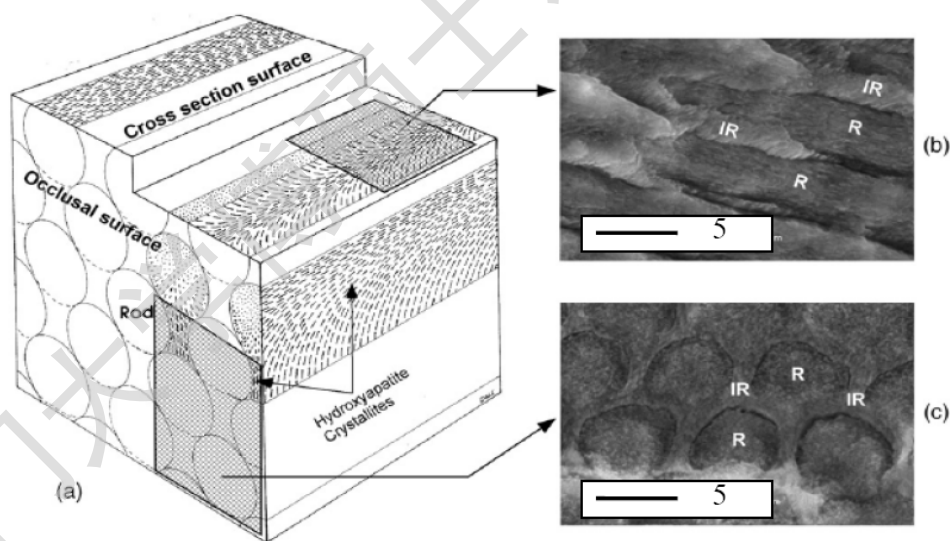 Cross section surface
Occlusal surface
Rod
Hydroxyapatite
Crystallites
(a)
IR
IR
R
R
5
(b)
R
IR
IR
R
5
(c)